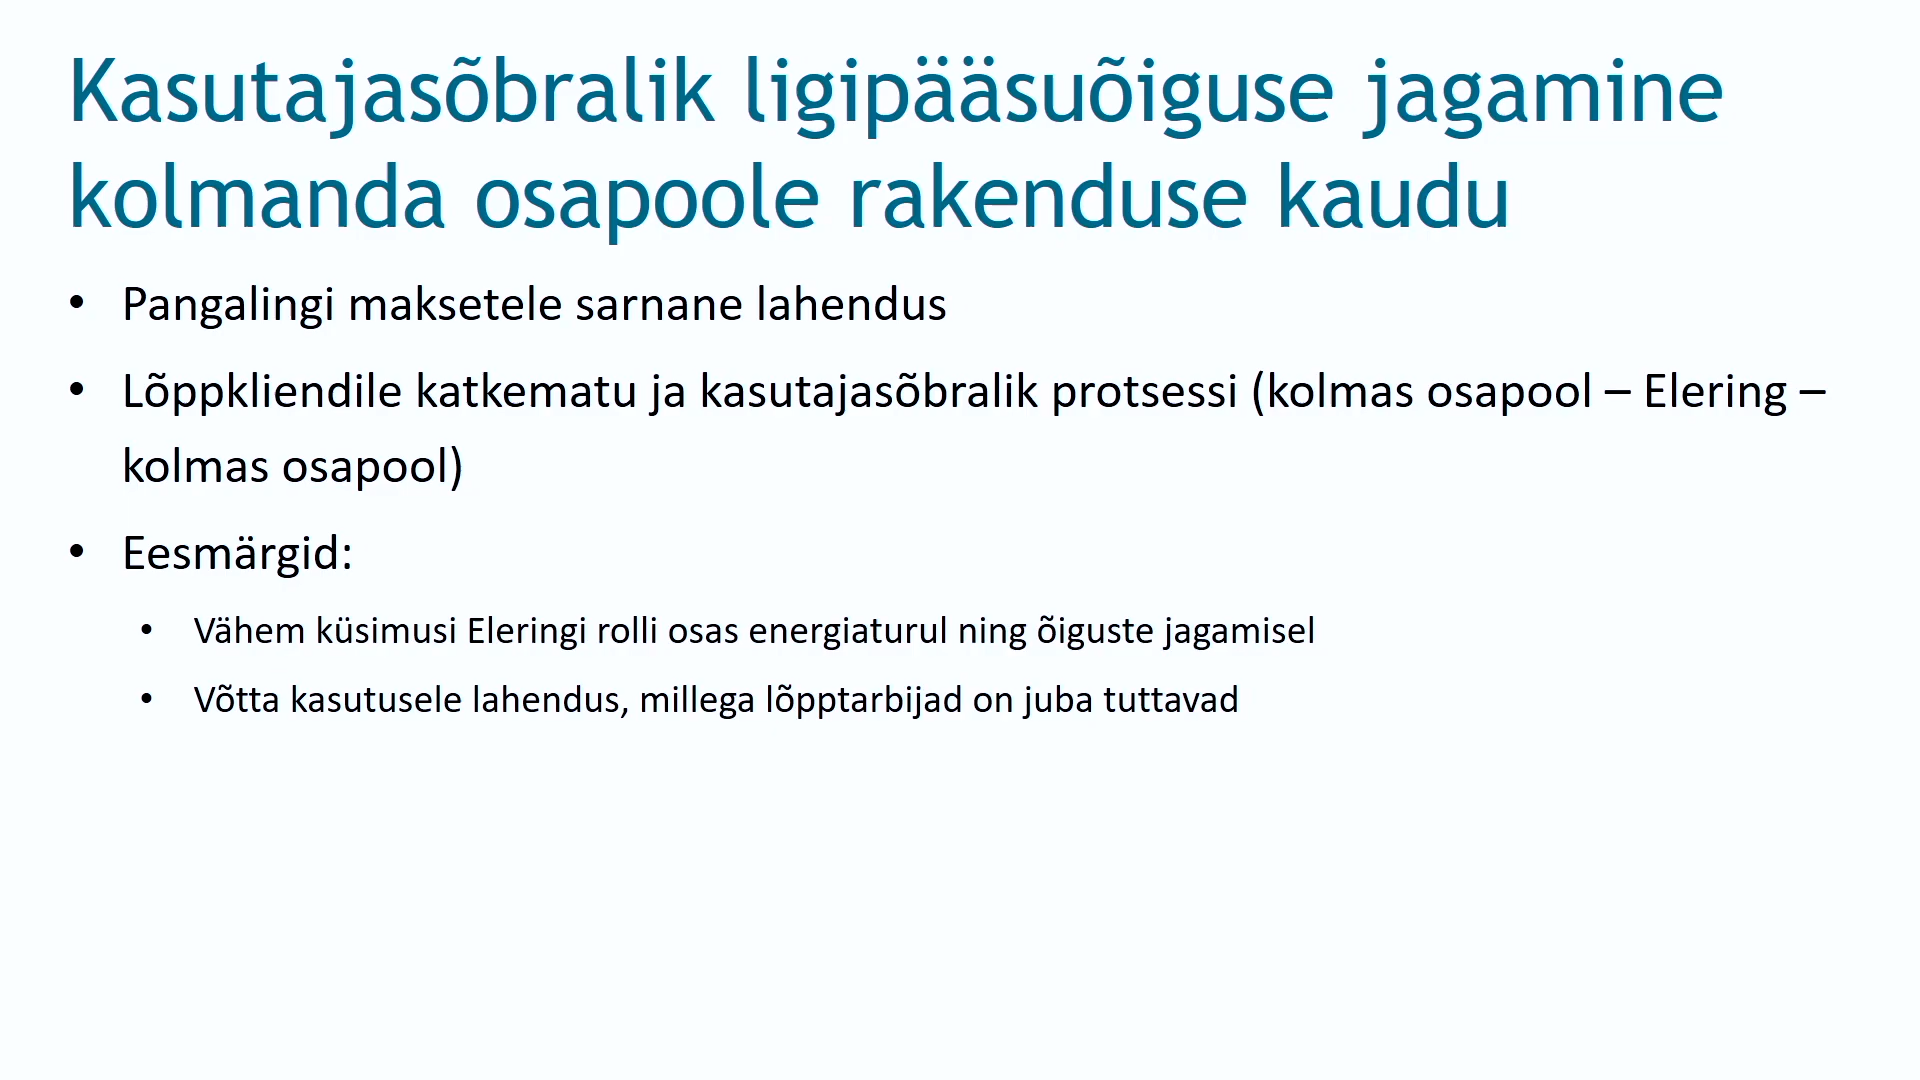 Kasutajasõbralik ligipääsuõiguse jagamine
kolmanda osapoole rakenduse kaudu
• Pangalingi maksetele sarnane lahendus
• Lõppkliendile katkematu ja kasutajasõbralik protsessi (kolmas osapool – Elering –
kolmas osapool)
• Eesmärgid:
• Vähem küsimusi Eleringi rolli osas energiaturul ning õiguste jagamisel
• Võtta kasutusele lahendus, millega lõpptarbijad on juba tuttavad